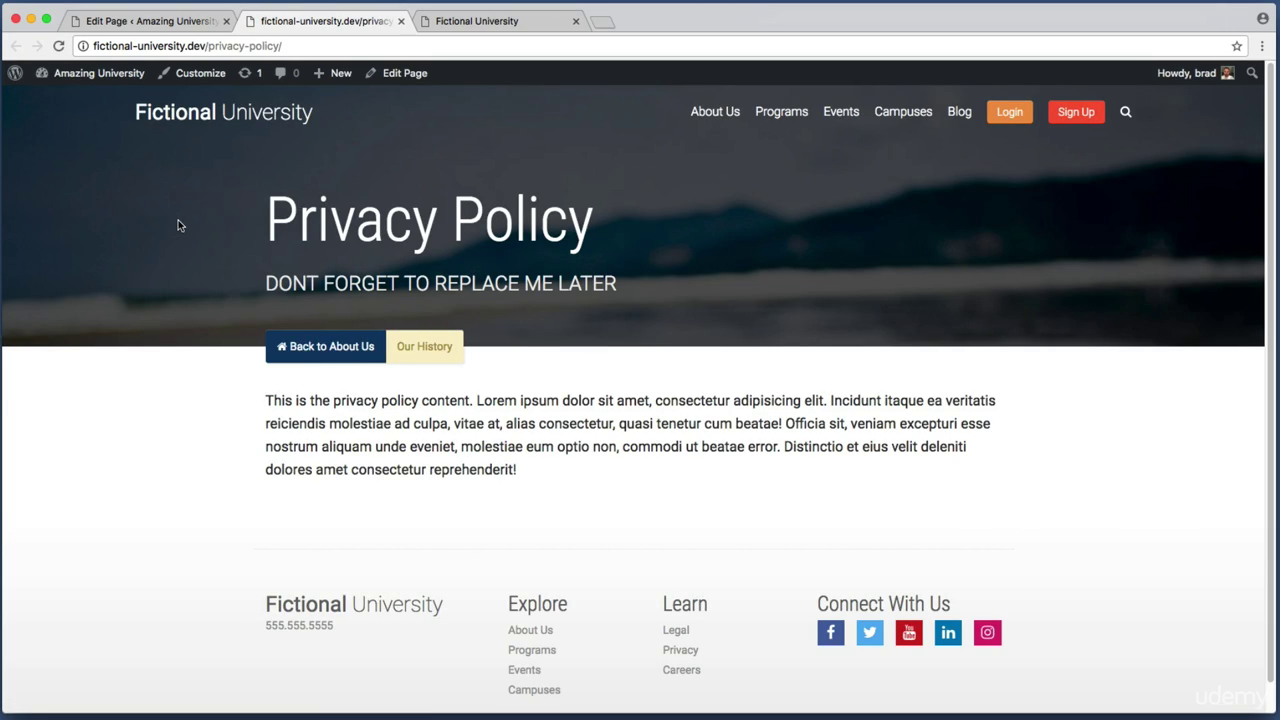 Edit Page ‹ Amazing University
fictional-university.dev/privacy
Fictional University
fictional-university.dev/privacy-policy/
Amazing University
Customize
1
0
New
Edit Page
Howdy, brad
Fictional University
About Us
Programs
Events
Campuses
Blog
Login
Sign Up
Privacy Policy
DONT FORGET TO REPLACE ME LATER
Back to About Us
Our History
This is the privacy policy content. Lorem ipsum dolor sit amet, consectetur adipisicing elit. Incidunt itaque ea veritatis
reiciendis molestiae ad culpa, vitae at, alias consectetur, quasi tenetur cum beatae! Officia sit, veniam excepturi esse
nostrum aliquam unde eveniet, molestiae eum optio non, commodi ut beatae error. Distinctio et eius velit deleniti
dolores amet consectetur reprehenderit!
Fictional University
555.555.5555
Explore
About Us
Programs
Events
Campuses
Learn
Legal
Privacy
Careers
Connect With Us
You
Tube
udemy